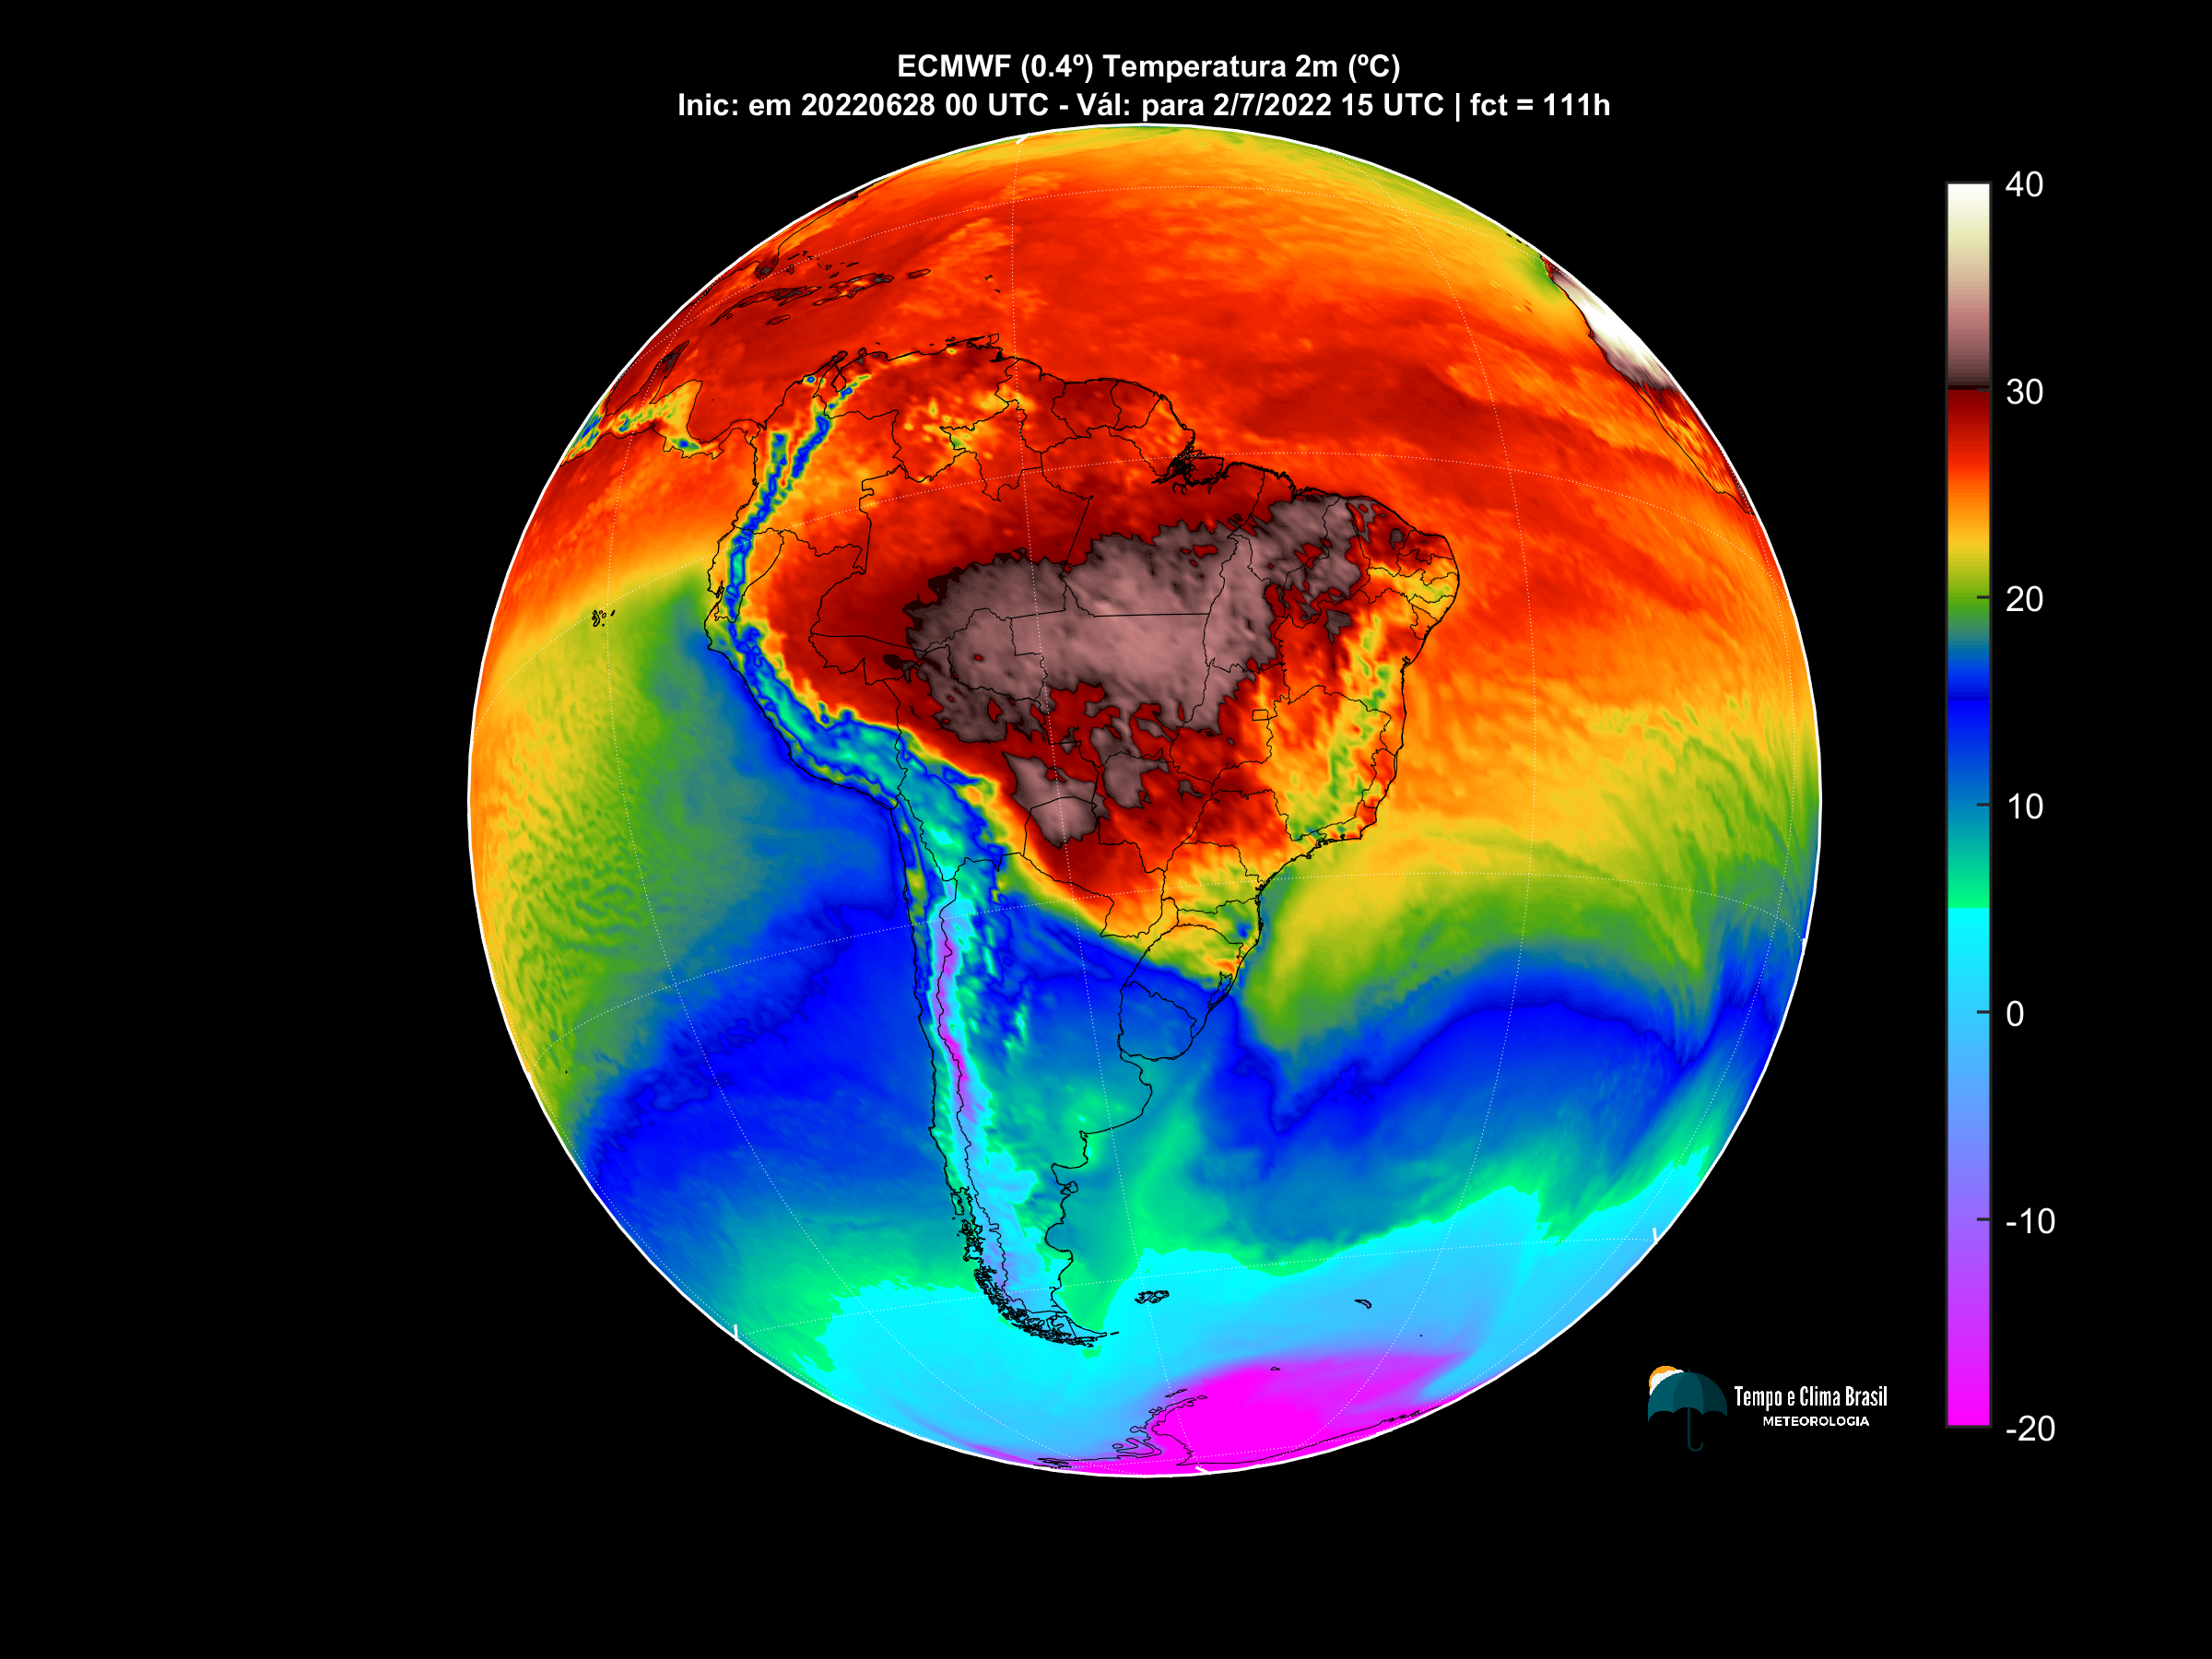 ECMWF (0.4º) Temperatura 2m (ºC)
Inic: em 20220628 00 UTC - Vál: para 2/7/2022 15 UTC | fct = 111h
40
30
20
10
0
-10
-20
Tempo e Clima Brasil
METEOROLOGIA